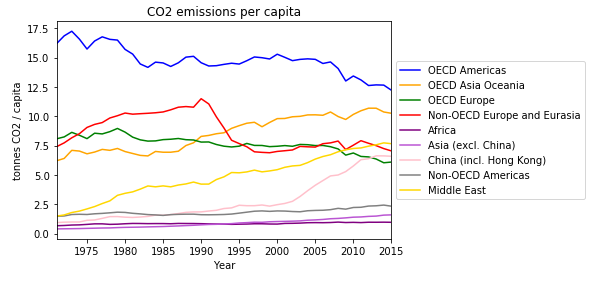 CO2 emissions per capita
tonnes CO2 / capita
17.5
15.0
12.5
10.0
7.5
5.0
2.5
0.0
1975
1980
1985
1990
1995
2000
2005
2010
2015
Year
OECD Americas
OECD Asia Oceania
OECD Europe
Non-OECD Europe and Eurasia
Africa
Asia (excl. China)
China (incl. Hong Kong)
Non-OECD Americas
Middle East